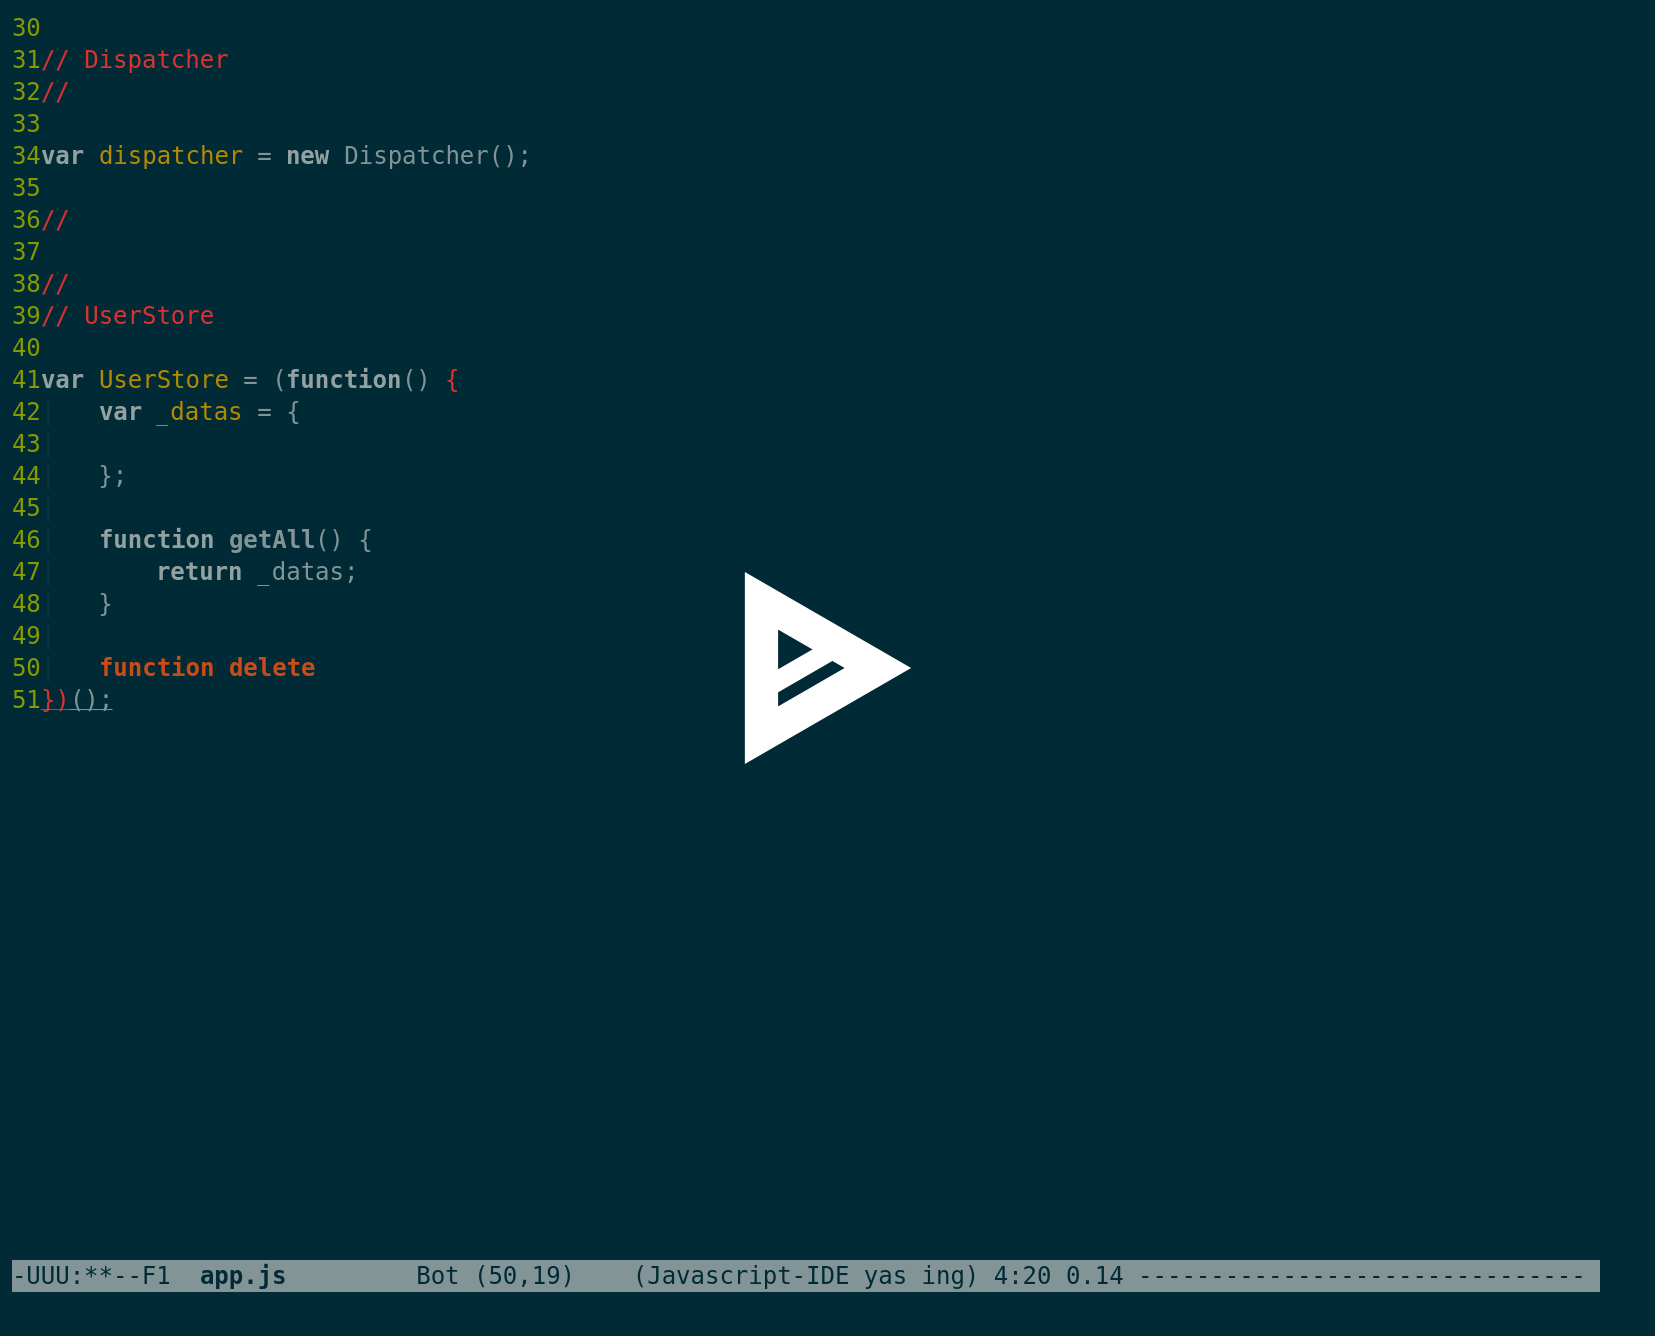 30
31// Dispatcher
32//
33
34var dispatcher = new Dispatcher();
35
36//
37
38//
39// UserStore
40
41var UserStore = (function() {
42    var _datas = {
43
44    };
45
46    function getAll() {
47        return _datas;
48    }
49
50    function delete
51})();
-UUU:**--F1  app.js         Bot (50,19)    (Javascript-IDE yas ing) 4:20 0.14 -------------------------------